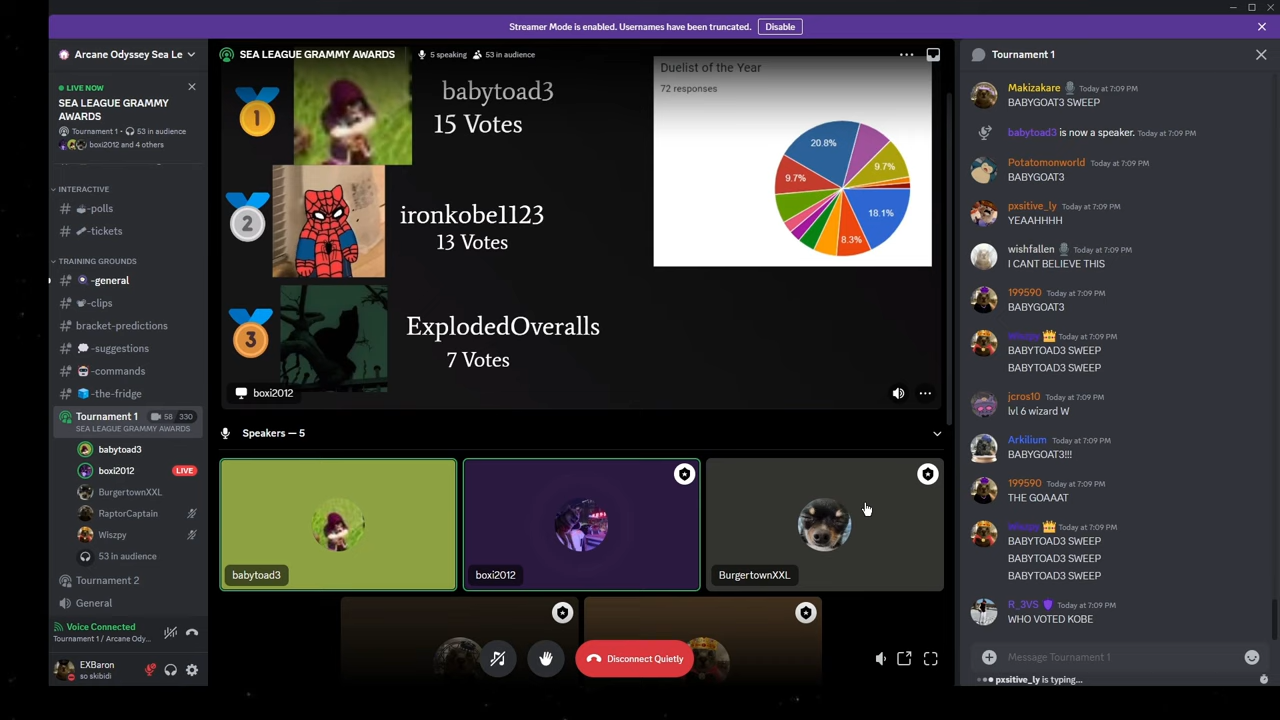 Streamer Mode is enabled. Usernames have been truncated.
Disable
Arcane Odyssey Sea Le
LIVE NOW
SEA LEAGUE GRAMMY
AWARDS
Tournament 1 • 53 in audience
boxi2012 and 4 others
INTERACTIVE
-polls
-tickets
TRAINING GROUNDS
-general
-clips
bracket-predictions
-suggestions
-commands
-the-fridge
Tournament 1 58 330
SEA LEAGUE GRAMMY AWARDS
babytoad3
boxi2012 LIVE
BurgertownXXL
RaptorCaptain
Wiszpy
53 in audience
Tournament 2
General
Voice Connected
Tournament 1 / Arcane Ody...
EXBaron
so skibidi
SEA LEAGUE GRAMMY AWARDS 5 speaking 53 in audience
1
babytoad3
15 Votes
2
ironkobe1123
13 Votes
3
ExplodedOveralls
7 Votes
boxi2012
Duelist of the Year
72 responses
20.8%
9.7%
9.7%
18.1%
8.3%
Speakers — 5
babytoad3
boxi2012
BurgertownXXL
Disconnect Quietly
Tournament 1
Makizakare Today at 7:09 PM
BABYGOAT3 SWEEP
babytoad3 is now a speaker. Today at 7:09 PM
Potatomonworld Today at 7:09 PM
BABYGOAT3
pxsitive_ly Today at 7:09 PM
YEAAHHHH
wishfallen Today at 7:09 PM
I CANT BELIEVE THIS
199590 Today at 7:09 PM
BABYGOAT3
Wiszpy Today at 7:09 PM
BABYTOAD3 SWEEP
BABYTOAD3 SWEEP
jcros10 Today at 7:09 PM
lvl 6 wizard W
Arkilium Today at 7:09 PM
BABYGOAT3!!!
199590 Today at 7:09 PM
THE GOAAAT
Wiszpy Today at 7:09 PM
BABYTOAD3 SWEEP
BABYTOAD3 SWEEP
BABYTOAD3 SWEEP
R_3VS Today at 7:09 PM
WHO VOTED KOBE
Message Tournament 1
pxsitive_ly is typing...